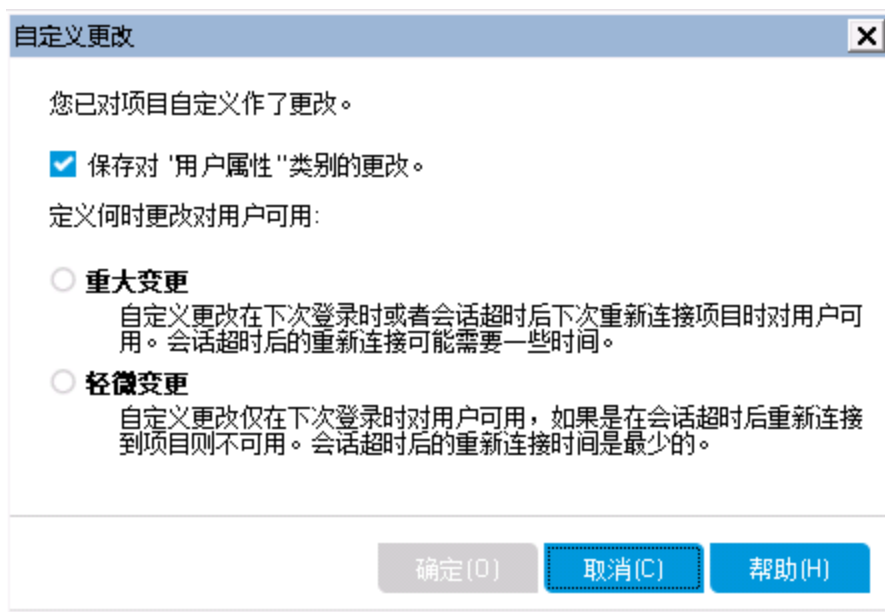 自定义更改
您已对项目自定义作了更改。
保存对 '用户属性"类别的更改。
定义何时更改对用户可用:
重大变更
自定义更改在下次登录时或者会话超时后下次重新连接项目时对用户可
用。会话超时后的重新连接可能需要一些时间。
轻微变更
自定义更改仅在下次登录时对用户可用，如果是在会话超时后重新连接
到项目则不可用。会话超时后的重新连接时间是最少的。
确定(O) 取消(C) 帮助(H)